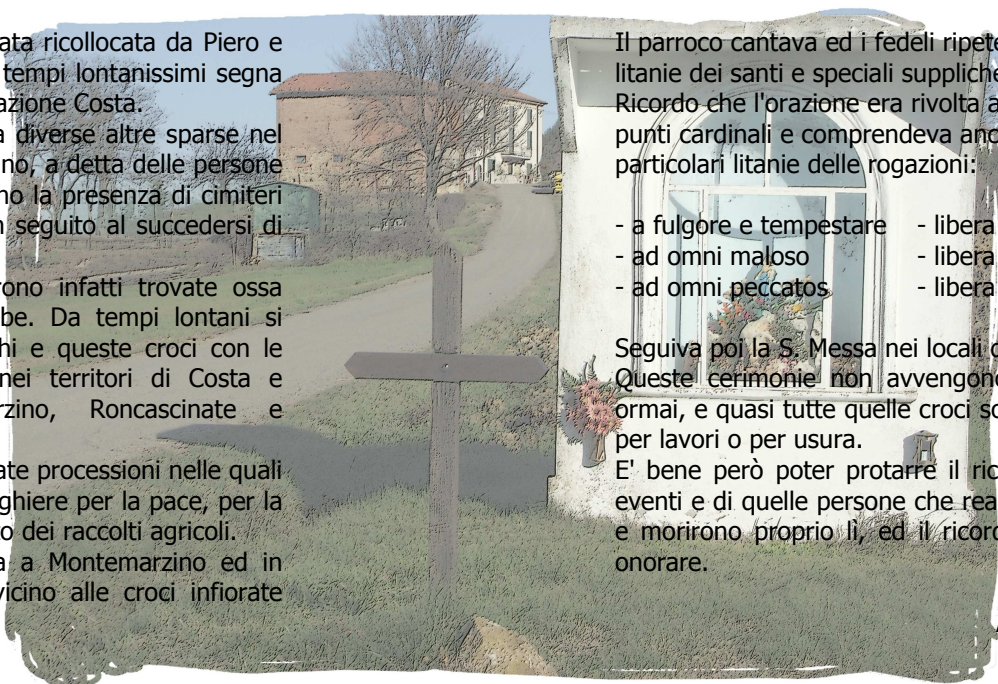 ata ricollocata da Piero e
tempi lontanissimi segna
azione Costa.
a diverse altre sparse nel
no, a detta delle persone
no la presenza di cimiteri
n seguito al succedersi di
rono infatti trovate ossa
be. Da tempi lontani si
hi e queste croci con le
nei territori di Costa e
rzino, Roncascinate e
ate processioni nelle quali
ghiere per la pace, per la
o dei raccolti agricoli.
a a Montemarzino ed in
vicino alle croci infiorate
Il parroco cantava ed i fedeli ripete
litanie dei santi e speciali suppliche
Ricordo che l'orazione era rivolta a
punti cardinali e comprendeva anc
particolari litanie delle rogazioni:
- a fulgore e tempestare - libera
- ad omni maloso - libera
- ad omni peccatos - libera
Seguiva poi la S. Messa nei locali d
Queste cerimonie non avvengono
ormai, e quasi tutte quelle croci so
per lavori o per usura.
E' bene però poter protarre il ric
eventi e di quelle persone che rea
e morirono proprio lì, ed il ricord
onorare.